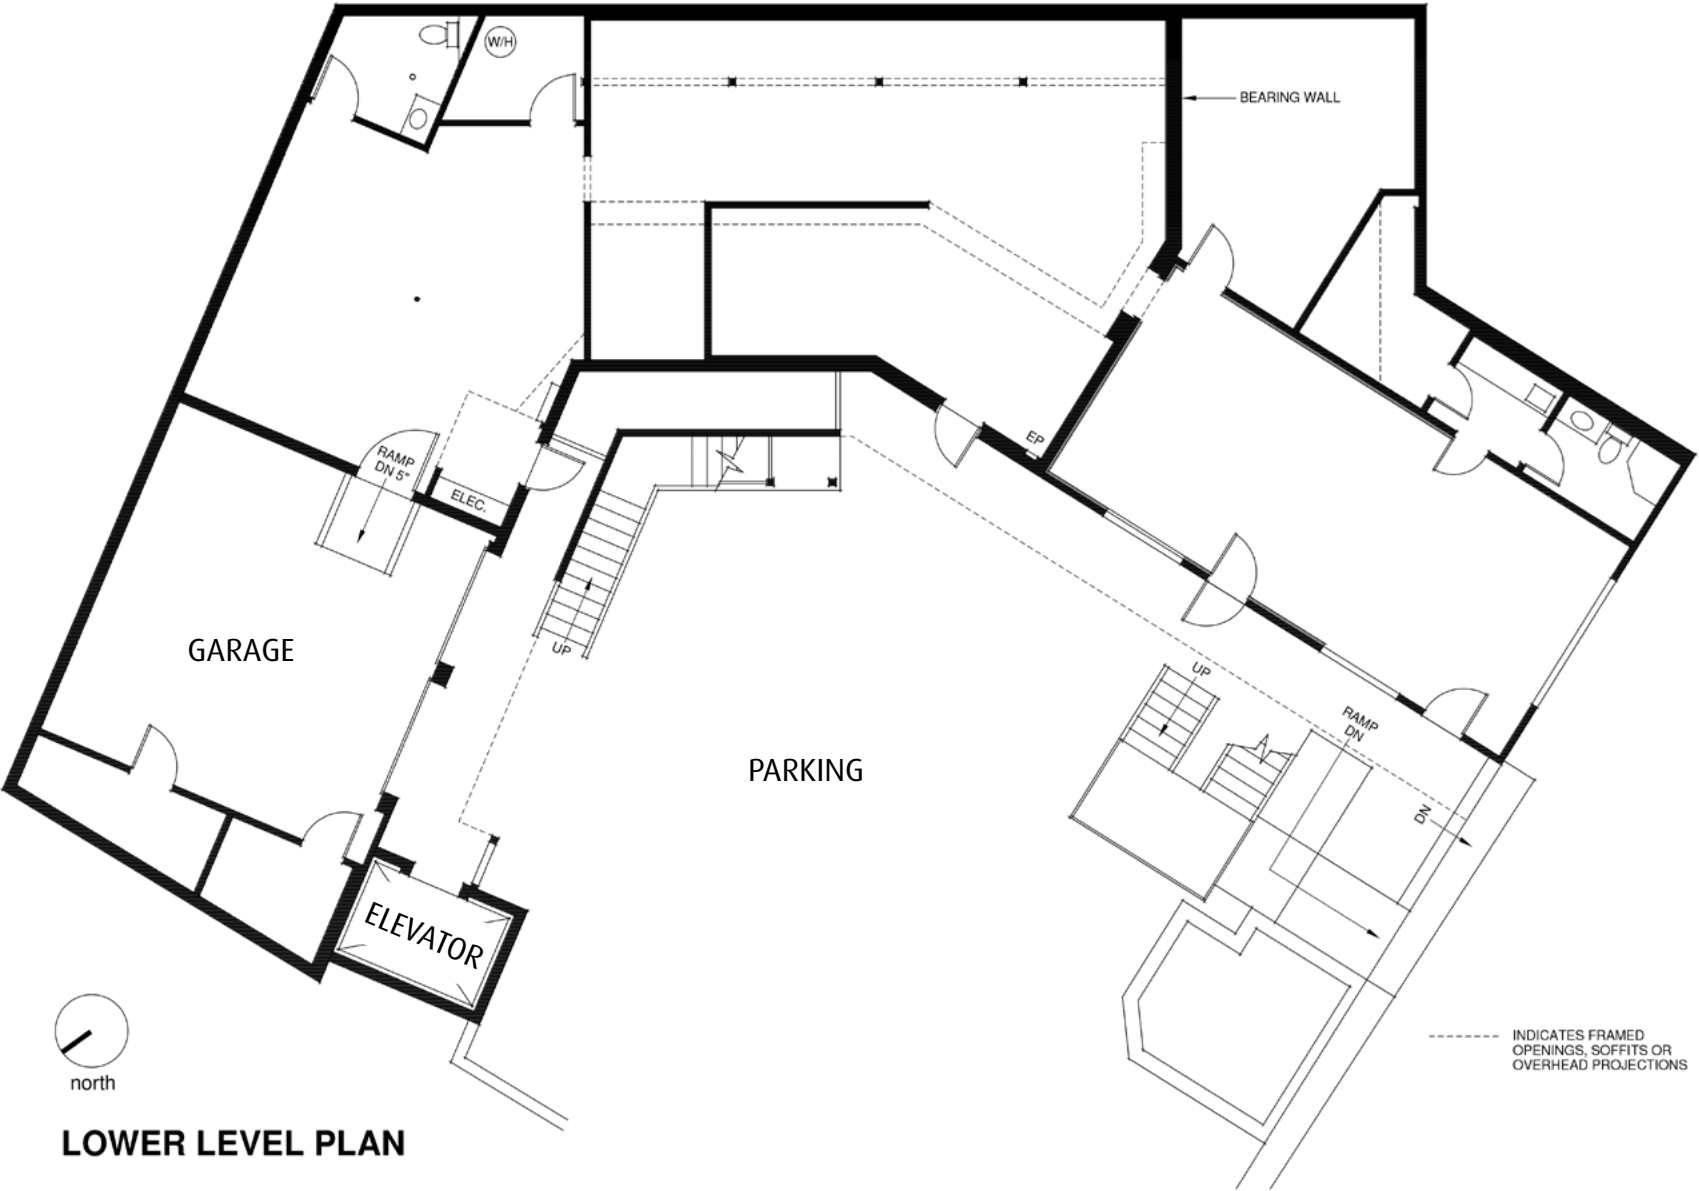 W/H
BEARING WALL
EP
RAMP
DN 5"
ELEC.
GARAGE
UP
UP
RAMP
DN
PARKING
DN
ELEVATOR
north
INDICATES FRAMED
OPENINGS, SOFFITS OR
OVERHEAD PROJECTIONS
LOWER LEVEL PLAN